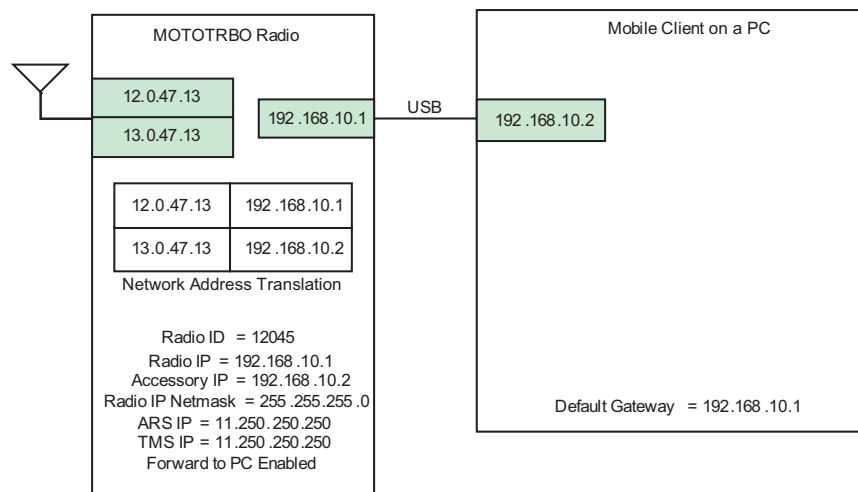 MOTOTRBO Radio
12.0.47.13
13.0.47.13
192.168.10.1
12.0.47.13 192.168.10.1
13.0.47.13 192.168.10.2
Network Address Translation
Radio ID = 12045
Radio IP = 192.168.10.1
Accessory IP = 192.168.10.2
Radio IP Netmask = 255.255.255.0
ARS IP = 11.250.250.250
TMS IP = 11.250.250.250
Forward to PC Enabled
USB
Mobile Client on a PC
192.168.10.2
Default Gateway = 192.168.10.1